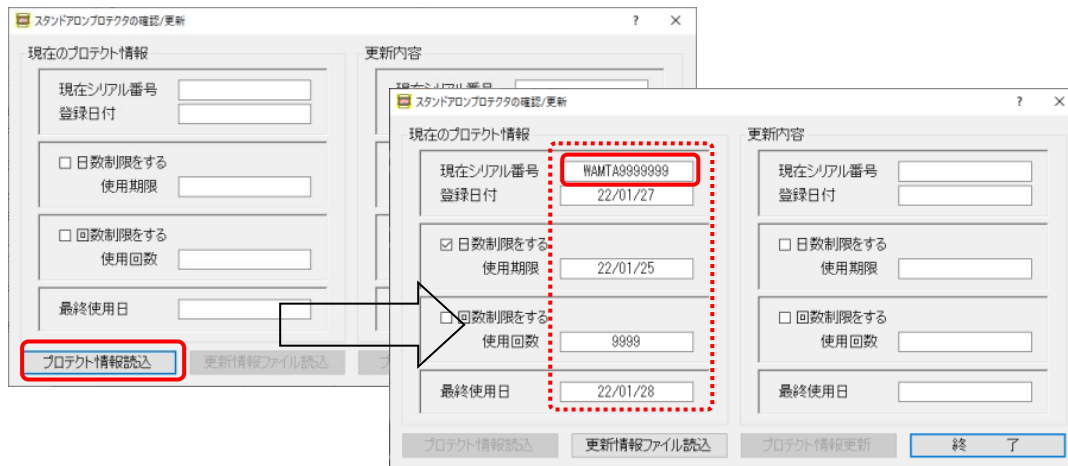 スタンドアロンプロテクタの確認/更新
? ×
現在のプロテクト情報
現在シリアル番号
登録日付
日数制限をする
使用期限
回数制限をする
使用回数
最終使用日
プロテクト情報読込
更新情報ファイル読込
更新内容
スタンドアロンプロテクタの確認/更新
? ×
現在のプロテクト情報
現在シリアル番号 WAMTA9999999
登録日付 22/01/27
日数制限をする
使用期限 22/01/25
回数制限をする
使用回数 9999
最終使用日 22/01/28
更新内容
現在シリアル番号
登録日付
日数制限をする
使用期限
回数制限をする
使用回数
最終使用日
プロテクト情報読込 更新情報ファイル読込 プロテクト情報更新 終 了